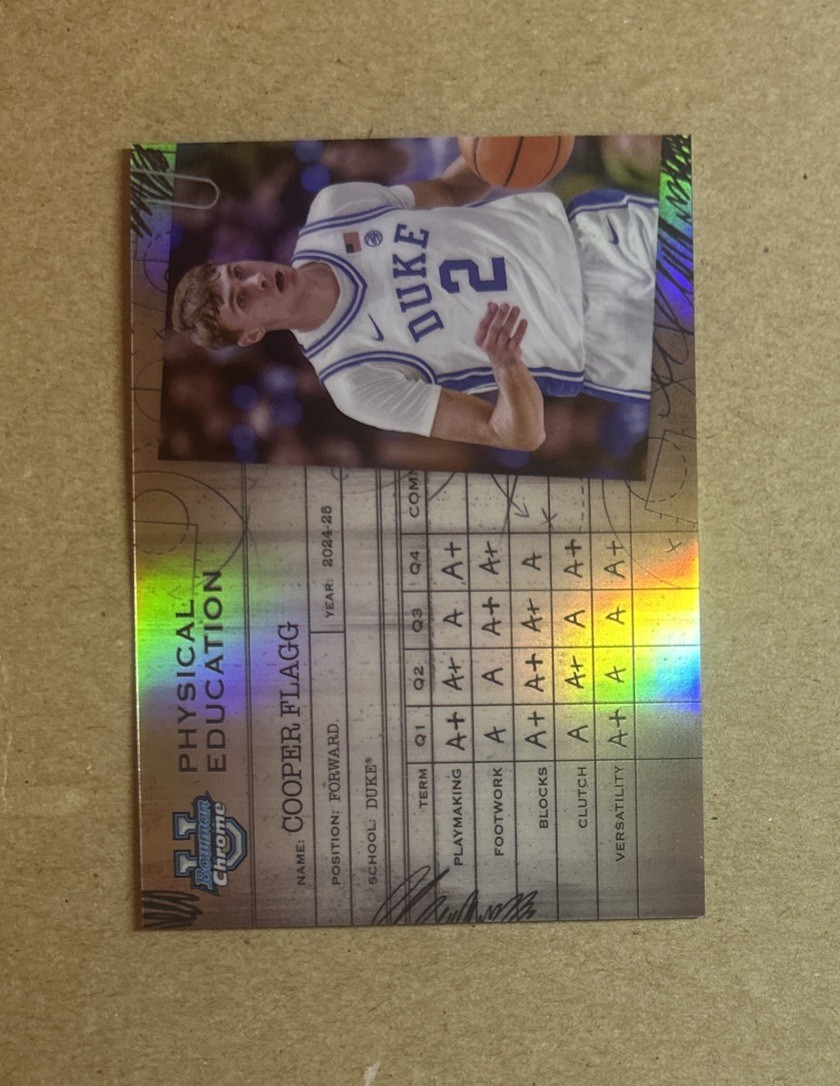 Bowman
Chrome
U
PHYSICAL
EDUCATION
NAME: COOPER FLAGG
POSITION: FORWARD YEAR: 2024-25
SCHOOL: DUKE®
TERM Q1 Q2 Q3 Q4 COMM
PLAYMAKING A+ A+ A A+
FOOTWORK A A A+ A+
BLOCKS A+ A+ A+ A
CLUTCH A A+ A A+
VERSATILITY A+ A A A+
DUKE
2